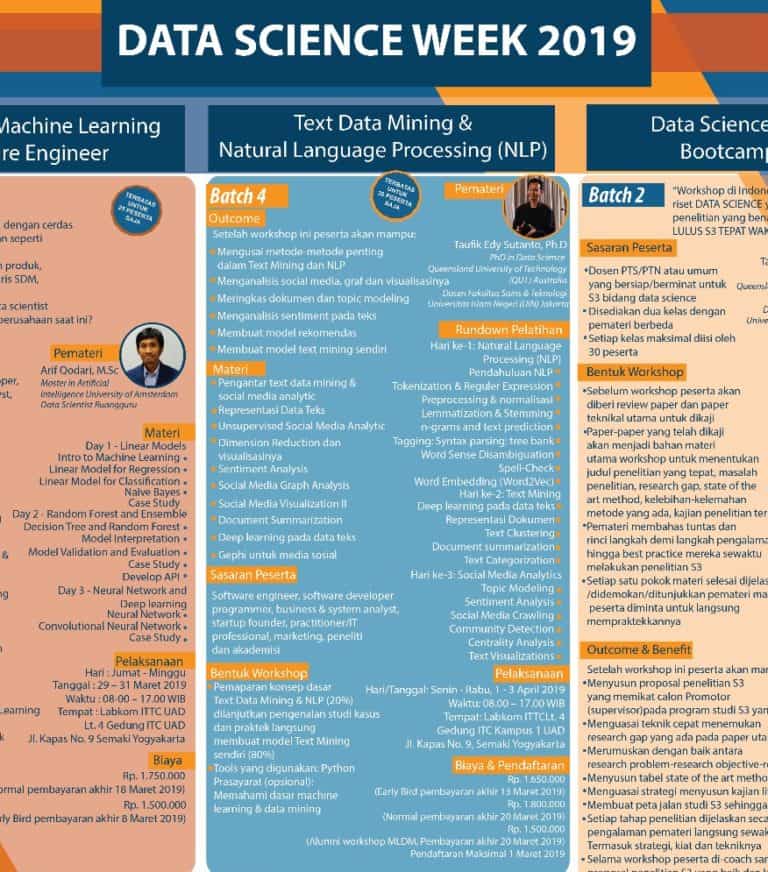 DATA SCIENCE WEEK 2019
Machine Learning
re Engineer
TERBATAS
UNTUK
PESERTA
SAJA
dengan cerdas
n seperti
n produk,
ris SDM,
ta scientist
perusahaan saat ini?
Pemateri
Arif Qodari, M.Sc
Master in Artificial
Intelligence University of Amsterdam
Data Scientist Ruangguru
Materi
Day 1 - Linear Models
Intro to Machine Learning •
Linear Model for Regression •
Linear Model for Classification •
Naive Bayes •
Case Study
Day 2 - Random Forest and Ensemble
Decision Tree and Random Forest •
Model Interpretation •
Model Validation and Evaluation •
Case Study •
Develop API •
Day 3 - Neural Network and
Deep learning
Neural Network •
Convolutional Neural Network •
Case Study •
Pelaksanaan
Hari : Jumat - Minggu
Tanggal : 29 – 31 Maret 2019
Waktu : 08-00 – 17.00 WIB
Tempat : Labkom ITTC UAD
Lt. 4 Gedung ITC UAD
Jl. Kapas No. 9, Semaki Yogyakarta
Biaya
Rp. 1.750.000
ormal pembayaran akhir 18 Maret 2019)
Rp. 1.500.000
rly Bird pembayaran akhir 8 Maret 2019)
Text Data Mining &
Natural Language Processing (NLP)
Batch 4
TERBATAS
UNTUK
PESERTA
SAJA
Outcome
Setelah workshop ini peserta akan mampu:
• Mengusai metode-metode penting
dalam Text Mining dan NLP
• Menganalisis social media, graf dan visualisasinya
• Meringkas dokumen dan topic modeling
• Menganalisis sentiment pada teks
• Membuat model rekomendas
• Membuat model text mining sendiri
Materi
• Pengantar text data mining &
social media analytic
• Representasi Data Teks
• Unsupervised Social Media Analytic
• Dimension Reduction dan
visualisasinya
• Sentiment Analysis
• Social Media Graph Analysis
• Social Media Visualization II
• Document Summarization
• Deep learning pada data teks
• Gephi untuk media sosial
Sasaran Peserta
Software engineer, software developer
programmer, business & system analyst,
startup founder, practitioner/IT
professional, marketing, peneliti
dan akademisi
Bentuk Workshop
• Pemaparan konsep dasar
Text Data Mining & NLP (20%)
dilanjutkan pengenalan studi kasus
dan praktek langsung
membuat model Text Mining
sendiri (80%)
• Tools yang digunakan: Python
Prasayarat (opsional):
Memahami dasar machine
learning & data mining
Pemateri
Taufik Edy Sutanto, Ph.D
PhD in Data Science
Queensland University of Technology
(QUT) Australia
Dosen Fakultas Sains & Teknologi
Universitas Islam Negeri (UIN) Jakarta
Rundown Pelatihan
Hari ke-1: Natural Language
Processing (NLP)
Pendahuluan NLP •
Tokenization & Reguler Expression •
Preprocessing & normalisasi •
Lemmatization & Stemming •
n-grams and text prediction •
Tagging: Syntax parsing: tree bank •
Word Sense Disambiguation •
Spell-Check •
Word Embedding (Word2Vec) •
Hari ke-2: Text Mining
Deep learning pada data teks •
Representasi Dokumen •
Text Clustering •
Document summarization •
Text Categorization •
Hari ke-3: Social Media Analytics
Topic Modeling •
Sentiment Analysis •
Social Media Crawling •
Community Detection •
Centrality Analysis •
Text Visualizations •
Pelaksanaan
Hari/Tanggal: Senin - Rabu, 1 - 3 April 2019
Waktu: 08.00 – 17.00 WIB
Tempat: Labkom ITTCLt. 4
Gedung ITC Kampus 1 UAD
Jl. Kapas No. 9, Semaki Yogyakarta
Biaya & Pendaftaran
Rp. 1.650.000
(Early Bird pembayaran akhir 13 Maret 2019)
Rp. 1.800.000
(Normal pembayaran akhir 20 Maret 2019)
Rp. 1.500.000
(Alumni workshop MLDM; Pembayaran akhir 20 Maret 2019)
Pendaftaran Maksimal 1 Maret 2019
Data Science
Bootcamp
Batch 2
"Workshop di Indone
riset DATA SCIENCE y
penelitian yang bena
LULUS S3 TEPAT WAK
Sasaran Peserta
•Dosen PTS/PTN atau umum
yang bersiap/berminat untuk
S3 bidang data science
•Disediakan dua kelas dengan
pemateri berbeda
•Setiap kelas maksimal diisi oleh
30 peserta
Bentuk Workshop
•Sebelum workshop peserta akan
diberi review paper dan paper
teknikal utama untuk dikaji
•Paper-paper yang telah dikaji
akan menjadi bahan materi
utama workshop untuk menentukan
judul penelitian yang tepat, masalah
penelitian, research gap, state of the
art method, kelebihan-kelemahan
metode yang ada, kajian penelitian ter
•Pemateri membahas tuntas dan
rinci langkah demi langkah pengalama
hingga best practice mereka sewaktu
melakukan penelitian S3
•Setiap satu pokok materi selesai dijelas
/didemokan/ditunjukkan pemateri ma
peserta diminta untuk langsung
mempraktekkannya
Outcome & Benefit
Setelah workshop ini peserta akan mam
•Menyusun proposal penelitian S3
yang memikat calon Promotor
(supervisor)pada program studi S3 yan
•Menguasai teknik cepat menemukan
research gap yang ada pada paper uta
•Merumuskan dengan baik antara
research problem-research objective-r
•Menyusun tabel state of the art metho
•Menguasai strategi menyusun kajian li
•Membuat peta jalan studi S3 sehingga
•Setiap tahap penelitian dijelaskan seca
pengalaman pemateri langsung sewak
Termasuk strategi, kiat dan tekniknya
•Selama workshop peserta di-coach san